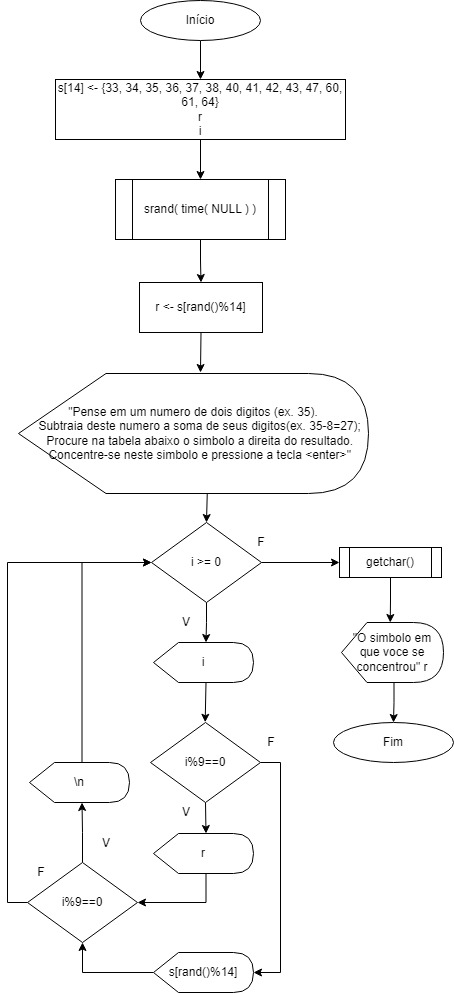 Início
s[14] <- {33, 34, 35, 36, 37, 38, 40, 41, 42, 43, 47, 60,
61, 64}
r
i
srand( time( NULL ) )
r <- s[rand()%14]
"Pense em um numero de dois digitos (ex. 35).
Subtraia deste numero a soma de seus digitos(ex. 35-8=27);
Procure na tabela abaixo o simbolo a direita do resultado.
Concentre-se neste simbolo e pressione a tecla <enter>"
i >= 0
F
getchar()
V
i
"O simbolo em
que voce se
concentrou" r
i%9==0
F
Fim
\n
V
r
V
F
i%9==0
s[rand()%14]